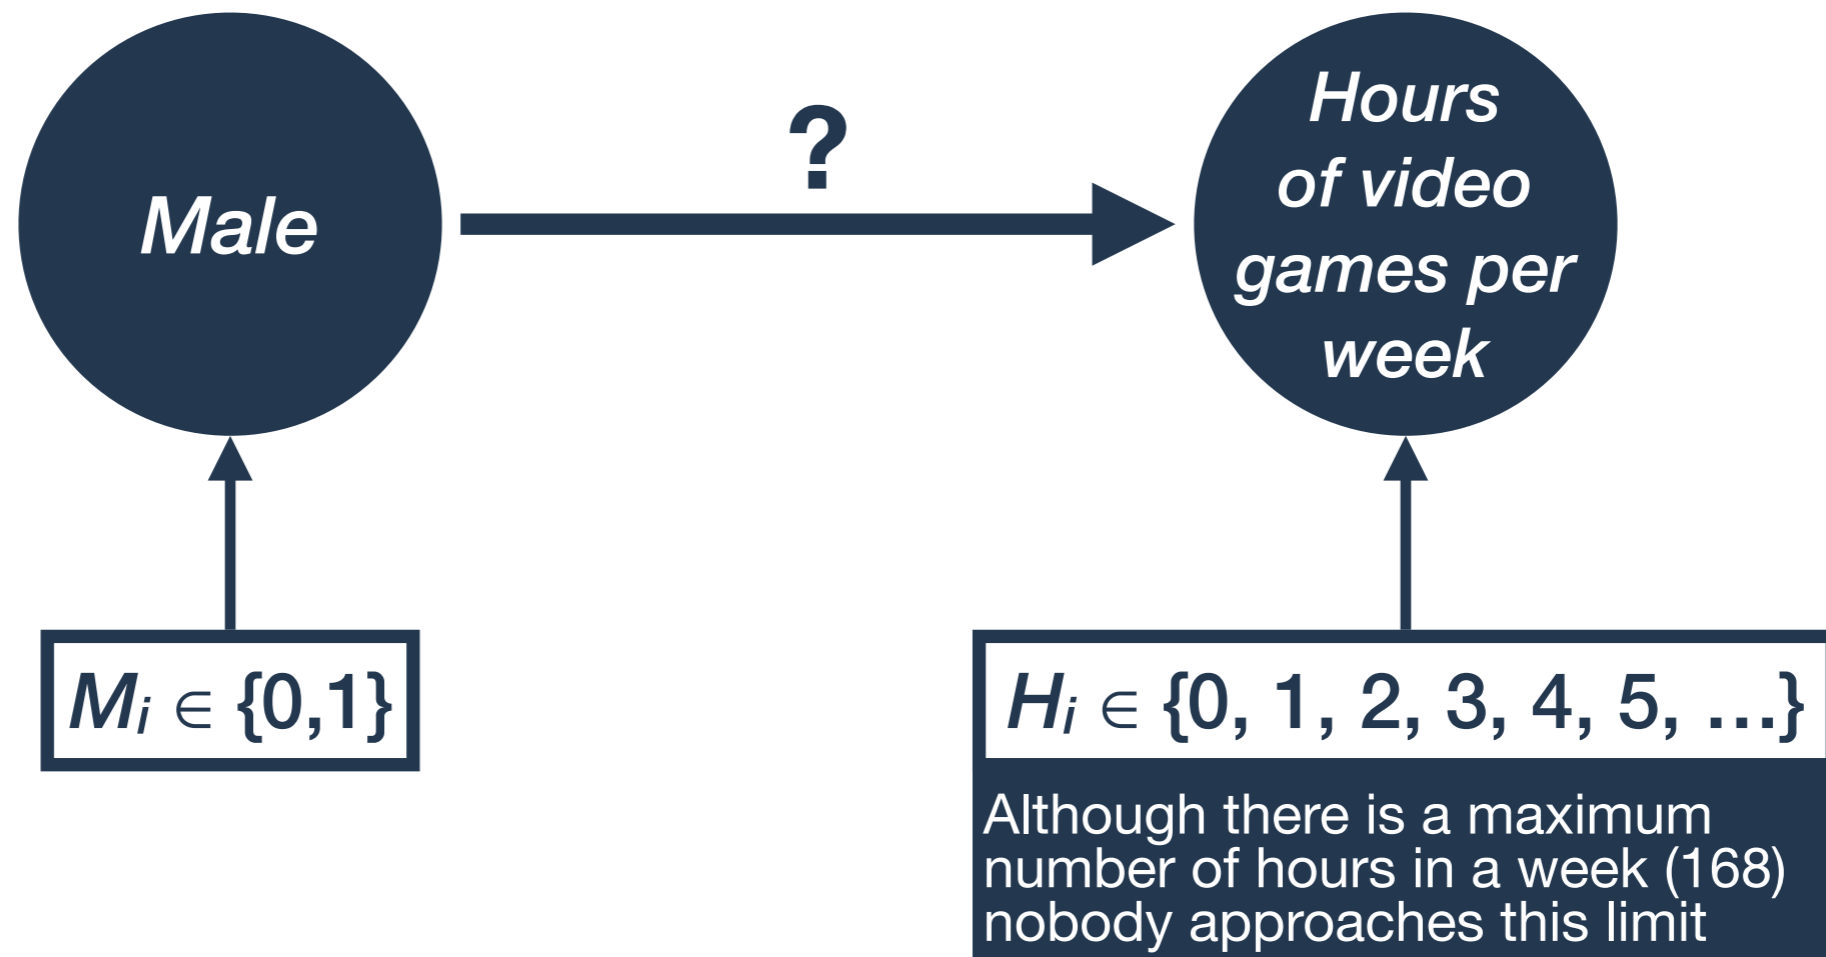 Male
?
Hours
of video
games per
week
Mi ∈ {0,1}
Hi ∈ {0, 1, 2, 3, 4, 5, …}
Although there is a maximum
number of hours in a week (168)
nobody approaches this limit